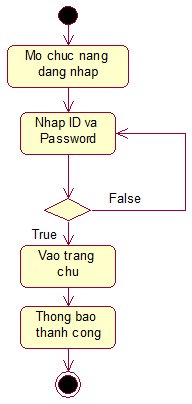 Mo chuc nang
dang nhap
Nhap ID va
Password
False
True
Vao trang
chu
Thong bao
thanh cong